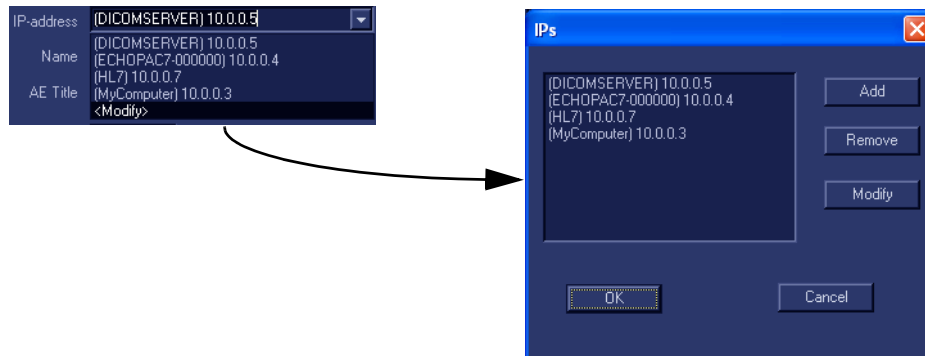 IP-address (DICOMSERVER) 10.0.0.5
(DICOMSERVER) 10.0.0.5
Name (ECHOPAC7-000000) 10.0.0.4
(HL7) 10.0.0.7
AE Title (MyComputer) 10.0.0.3
<Modify>
IPs
(DICOMSERVER) 10.0.0.5
(ECHOPAC7-000000) 10.0.0.4
(HL7) 10.0.0.7
(MyComputer) 10.0.0.3
Add
Remove
Modify
OK
Cancel